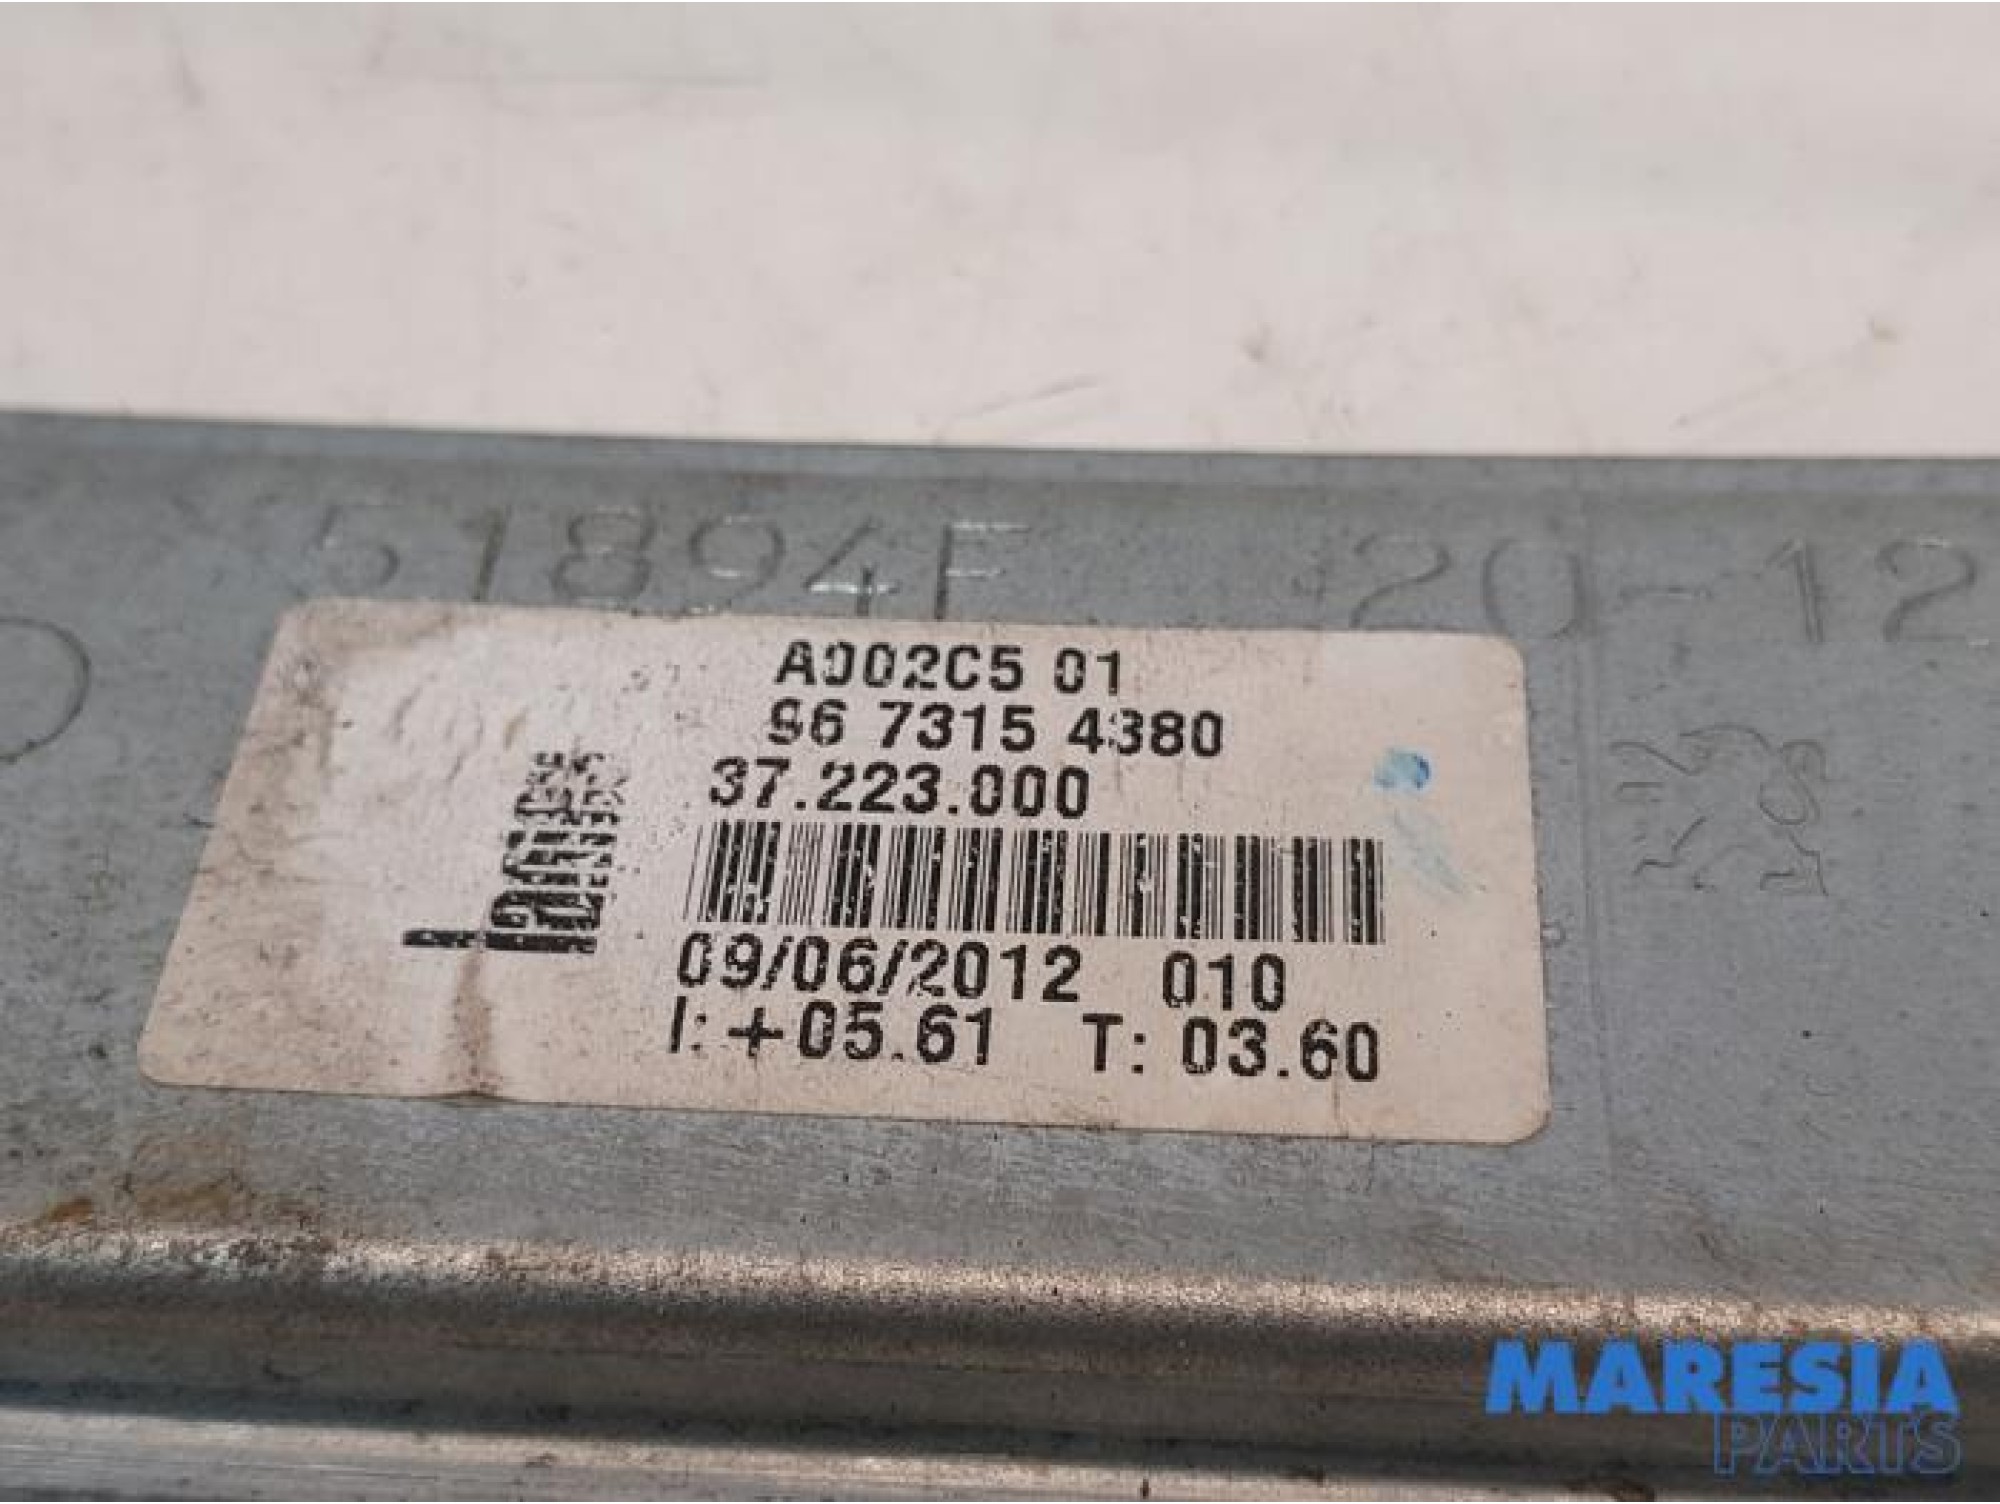 51894F 20-12
A002C5 01
96 7315 4380
37.223.000
09/06/2012 010
I: +05.61 T: 03.60
MARESIA
PARTS